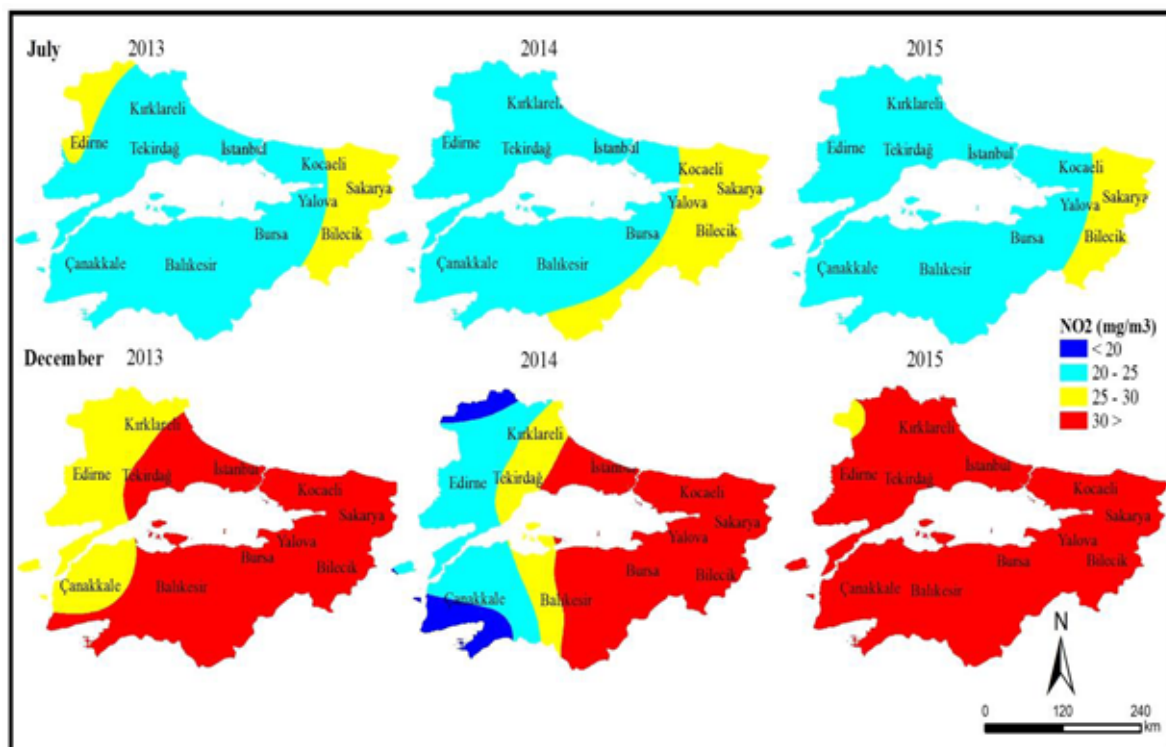 July
2013
2014
2015
Kırklareli
Edirne
Tekirdağ
İstanbul
Kocaeli
Sakarya
Yalova
Bursa
Bilecik
Çanakkale
Balıkesir
Kırklareli
Edirne
Tekirdağ
İstanbul
Kocaeli
Sakarya
Yalova
Bursa
Bilecik
Çanakkale
Balıkesir
Kırklareli
Edirne
Tekirdağ
İstanbul
Kocaeli
Sakarya
Yalova
Bursa
Bilecik
Çanakkale
Balıkesir
NO2 (mg/m3)
< 20
20 - 25
25 - 30
30 >
December
2013
2014
2015
Kırklareli
Edirne
Tekirdağ
İstanbul
Kocaeli
Sakarya
Yalova
Bursa
Bilecik
Çanakkale
Balıkesir
Kırklareli
Edirne
Tekirdağ
İstanbul
Kocaeli
Sakarya
Yalova
Bursa
Bilecik
Çanakkale
Balıkesir
Kırklareli
Edirne
Tekirdağ
İstanbul
Kocaeli
Sakarya
Yalova
Bursa
Bilecik
Çanakkale
Balıkesir
N
0 120 240
km